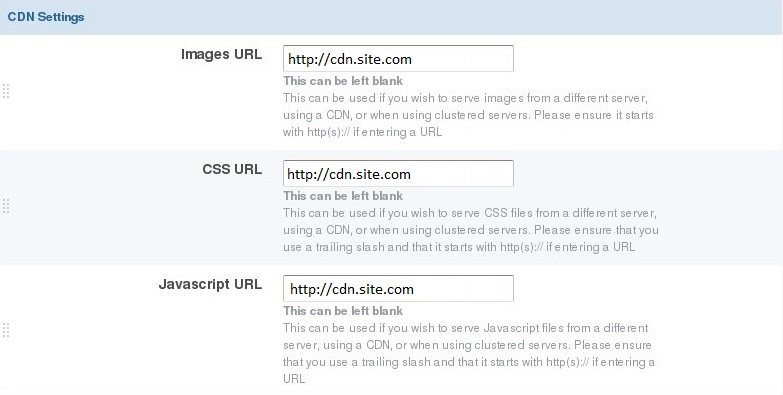 CDN Settings
Images URL
http://cdn.site.com
This can be left blank
This can be used if you wish to serve images from a different server,
using a CDN, or when using clustered servers. Please ensure it starts
with http(s):// if entering a URL
CSS URL
http://cdn.site.com
This can be left blank
This can be used if you wish to serve CSS files from a different server,
using a CDN, or when using clustered servers. Please ensure that you
use a trailing slash and that it starts with http(s):// if entering a URL
Javascript URL
http://cdn.site.com
This can be left blank
This can be used if you wish to serve Javascript files from a different
server, using a CDN, or when using clustered servers. Please ensure
that you use a trailing slash and that it starts with http(s):// if entering a
URL